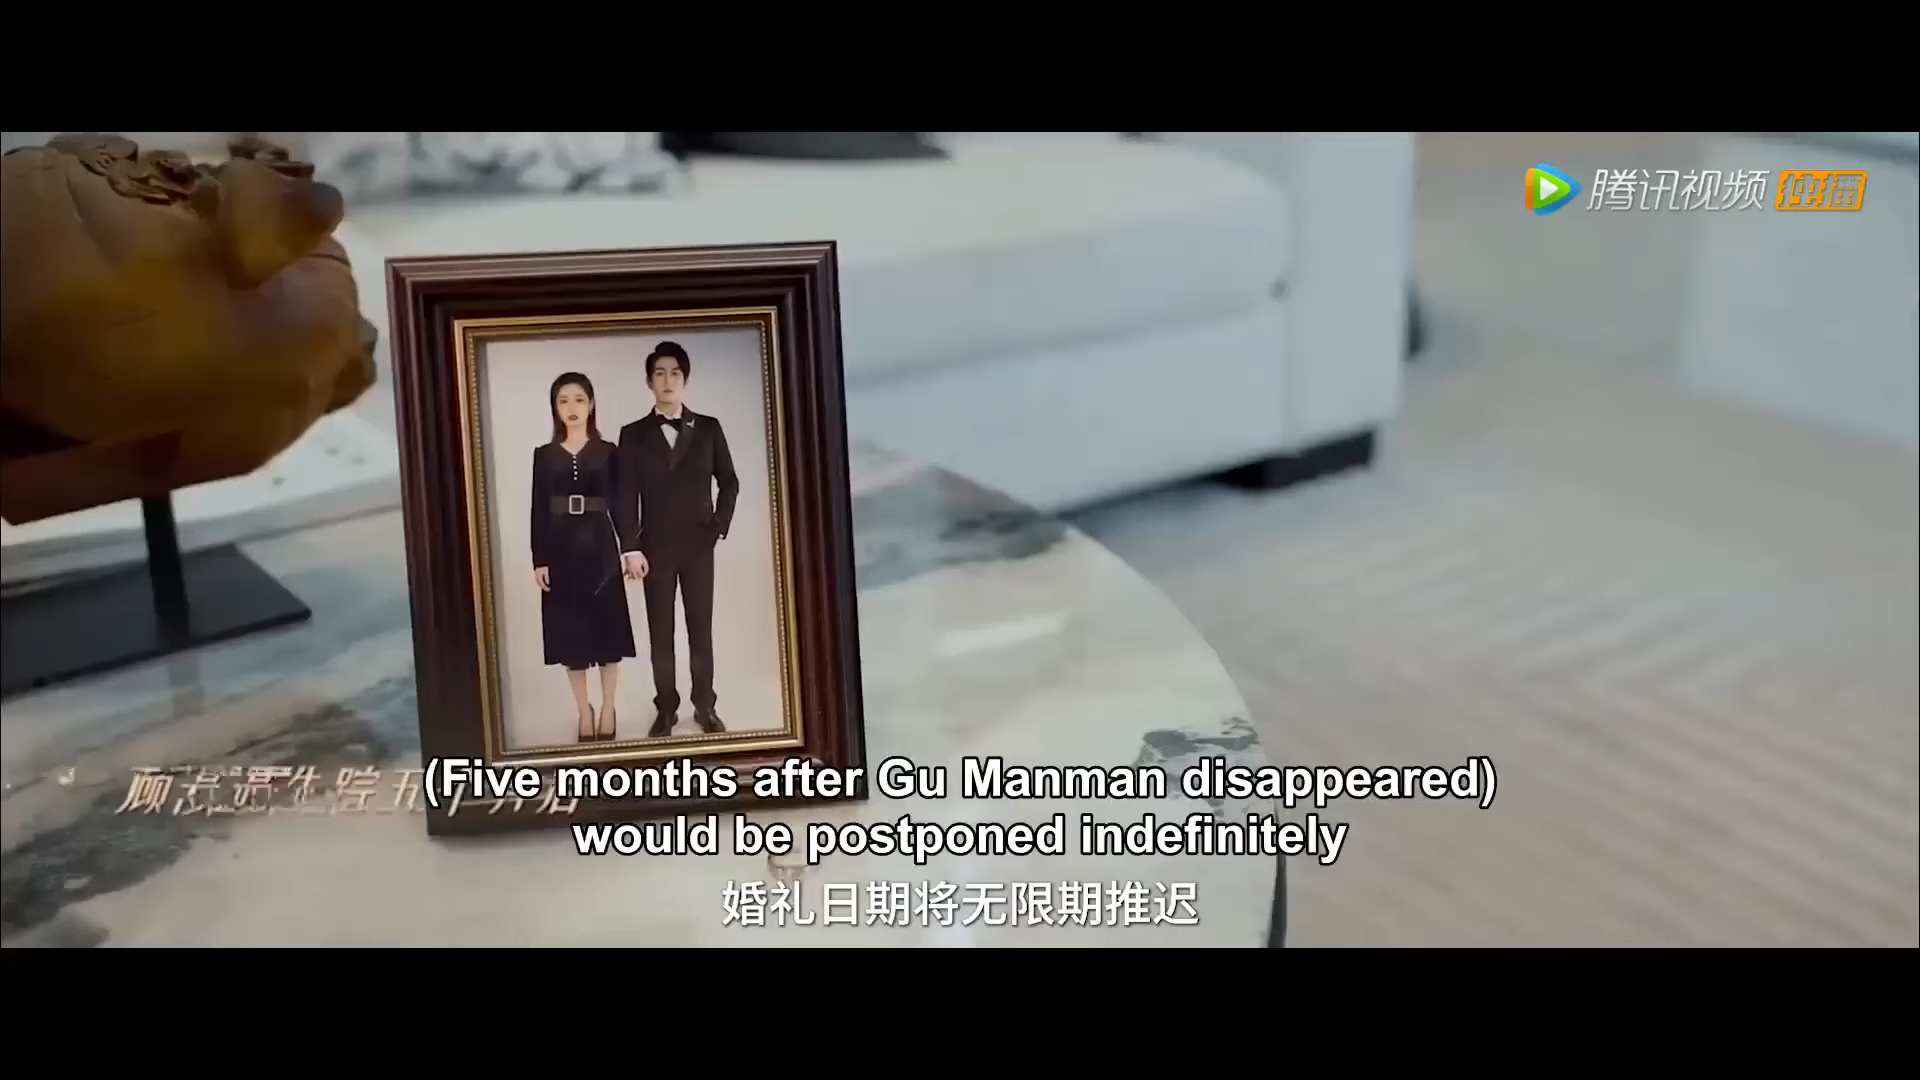 腾讯视频 独播
(Five months after Gu Manman disappeared)
would be postponed indefinitely
婚礼日期将无限期推迟